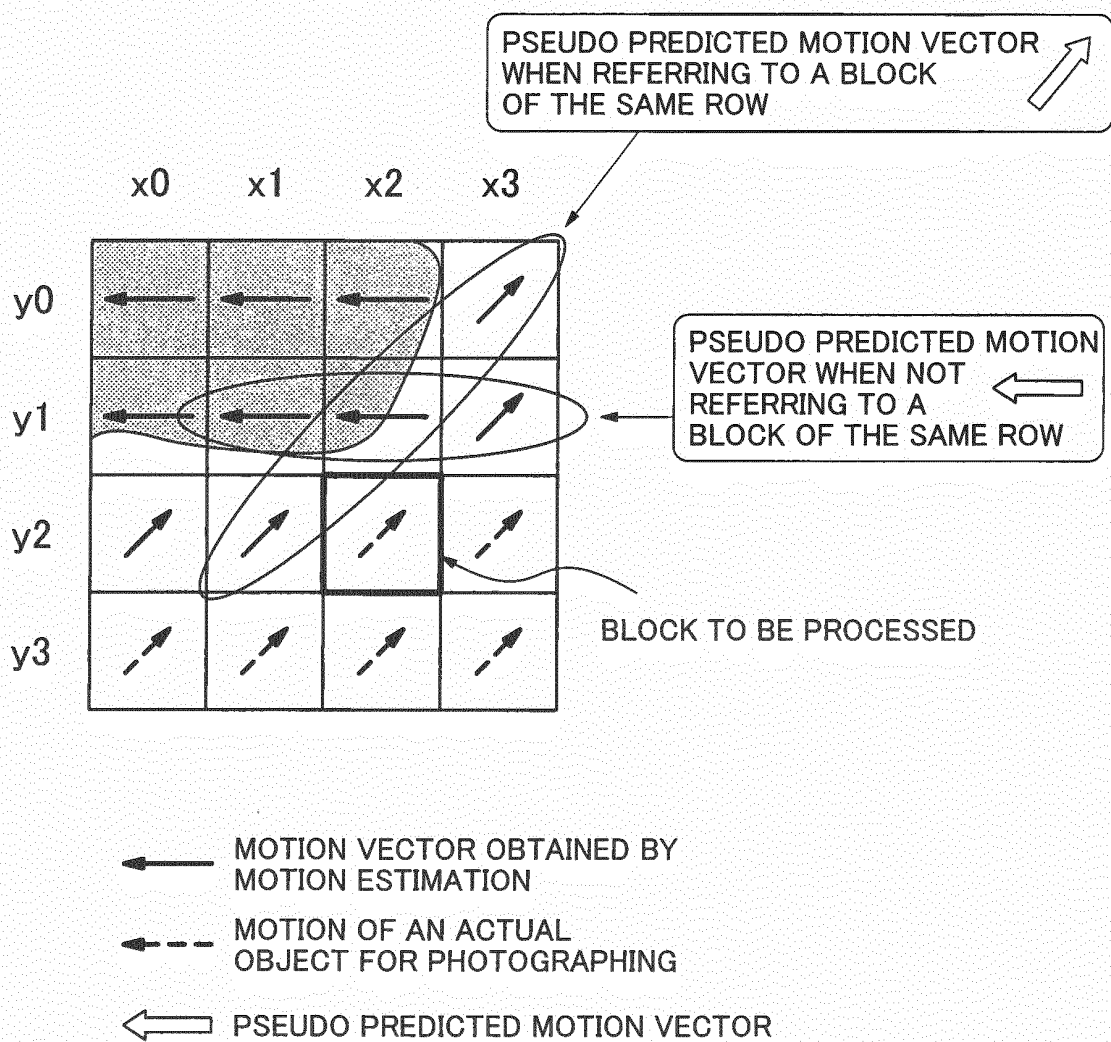 PSEUDO PREDICTED MOTION VECTOR
WHEN REFERRING TO A BLOCK
OF THE SAME ROW
x0 x1 x2 x3
y0
PSEUDO PREDICTED MOTION
VECTOR WHEN NOT
REFERRING TO A
BLOCK OF THE SAME ROW
y1
y2
BLOCK TO BE PROCESSED
y3
MOTION VECTOR OBTAINED BY
MOTION ESTIMATION
MOTION OF AN ACTUAL
OBJECT FOR PHOTOGRAPHING
PSEUDO PREDICTED MOTION VECTOR